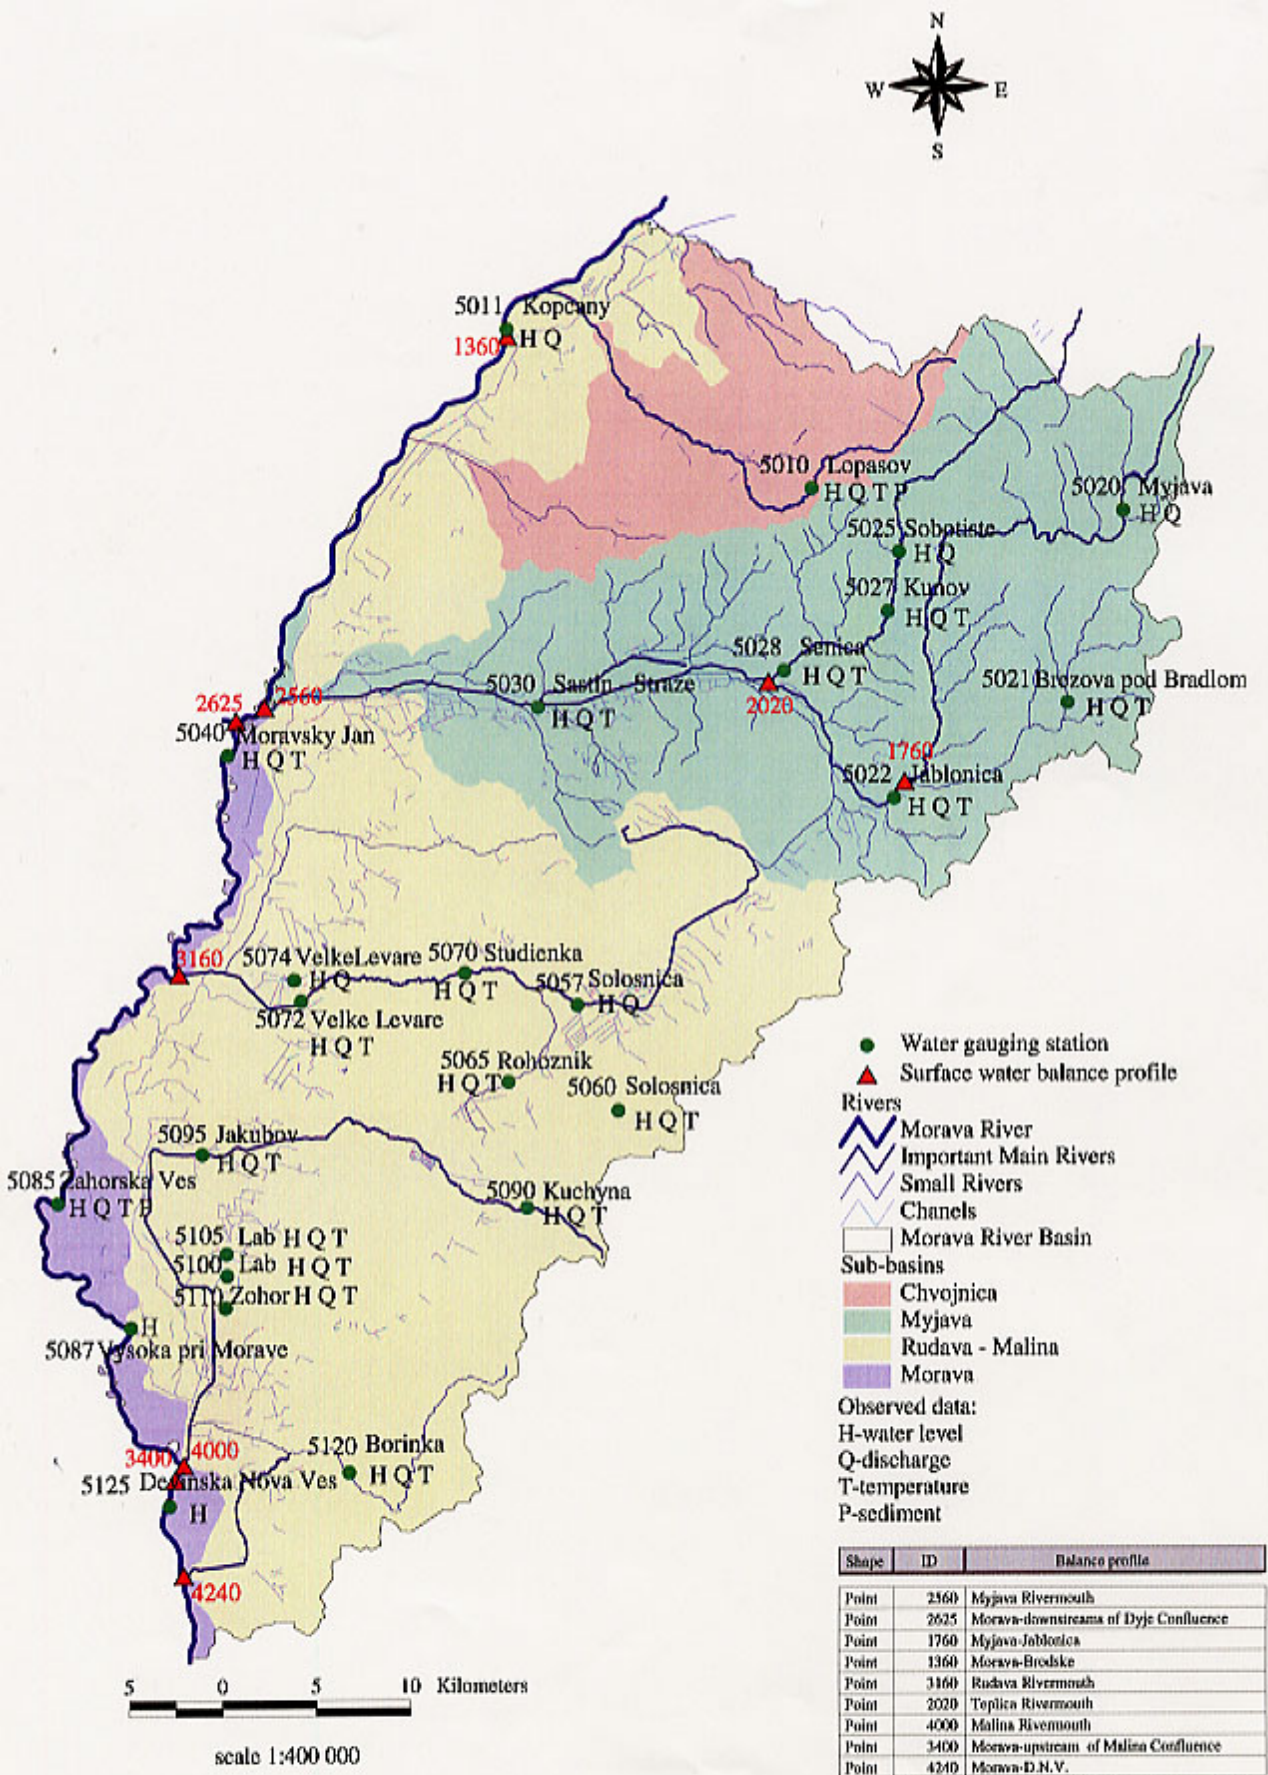 N
W E
S
5011 Kopcany
1360 H Q
5010 Lopasov
H Q T P
5020 Myjava
H Q
5025 Sobotiste
H Q
5027 Kunov
H Q T
5028 Senica
H Q T
2020
5021 Brezova pod Bradlom
H Q T
5030 Sastin - Straze
H Q T
2625 2560
5040 Moravsky Jan
H Q T
1760
5022 Jablonica
H Q T
3160
5074 VelkeLevare
H Q
5070 Studienka
H Q T
5057 Solosnica
H Q
5072 Velke Levare
H Q T
5065 Rohoznik
H Q T
5060 Solosnica
H Q T
5095 Jakubov
H Q T
5085 Zahorska Ves
H Q T P
5090 Kuchyna
H Q T
5105 Lab H Q T
5100 Lab H Q T
5110 Zohor H Q T
H
5087 Vysoka pri Morave
3400 4000
5120 Borinka
H Q T
5125 Devinska Nova Ves
H
4240
Water gauging station
Surface water balance profile
Rivers
Morava River
Important Main Rivers
Small Rivers
Chanels
Morava River Basin
Sub-basins
Chvojnica
Myjava
Rudava - Malina
Morava
Observed data:
H-water level
Q-discharge
T-temperature
P-sediment
Shape ID Balance profile
Point 2560 Myjava Rivermouth
Point 2625 Morava-downstreams of Dyje Confluence
Point 1760 Myjava-Jablonica
Point 1360 Morava-Brodske
Point 3160 Rudava Rivermouth
Point 2020 Teplica Rivermouth
Point 4000 Malina Rivermouth
Point 3400 Morava-upstream of Malina Confluence
Point 4240 Morava-D.N.V.
5 0 5 10 Kilometers
scale 1:400 000